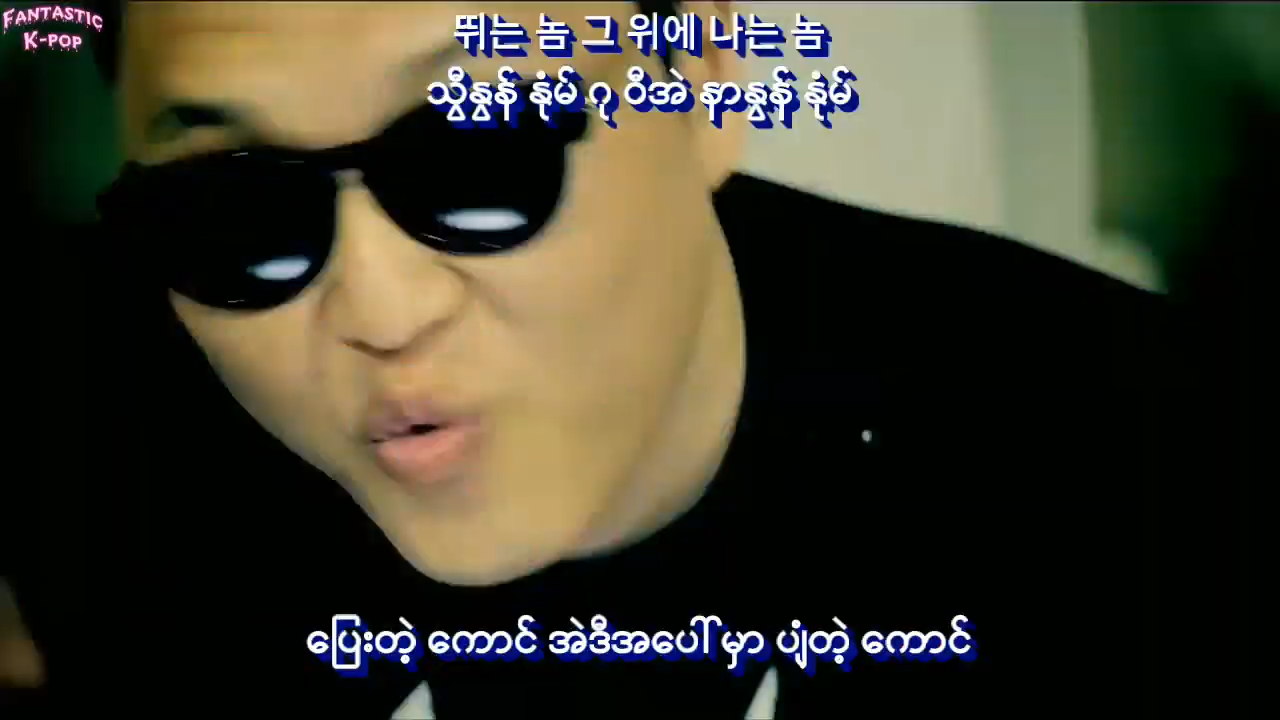 FANTASTIC
K-POP
뛰는 놈 그 위에 나는 놈
သွီနွန် နုံမ် ဂု ဝီအဲ နာနွန် နုံမ်
ပြေးတဲ့ ကောင် အဲဒီအပေါ် မှာ ပျံတဲ့ ကောင်